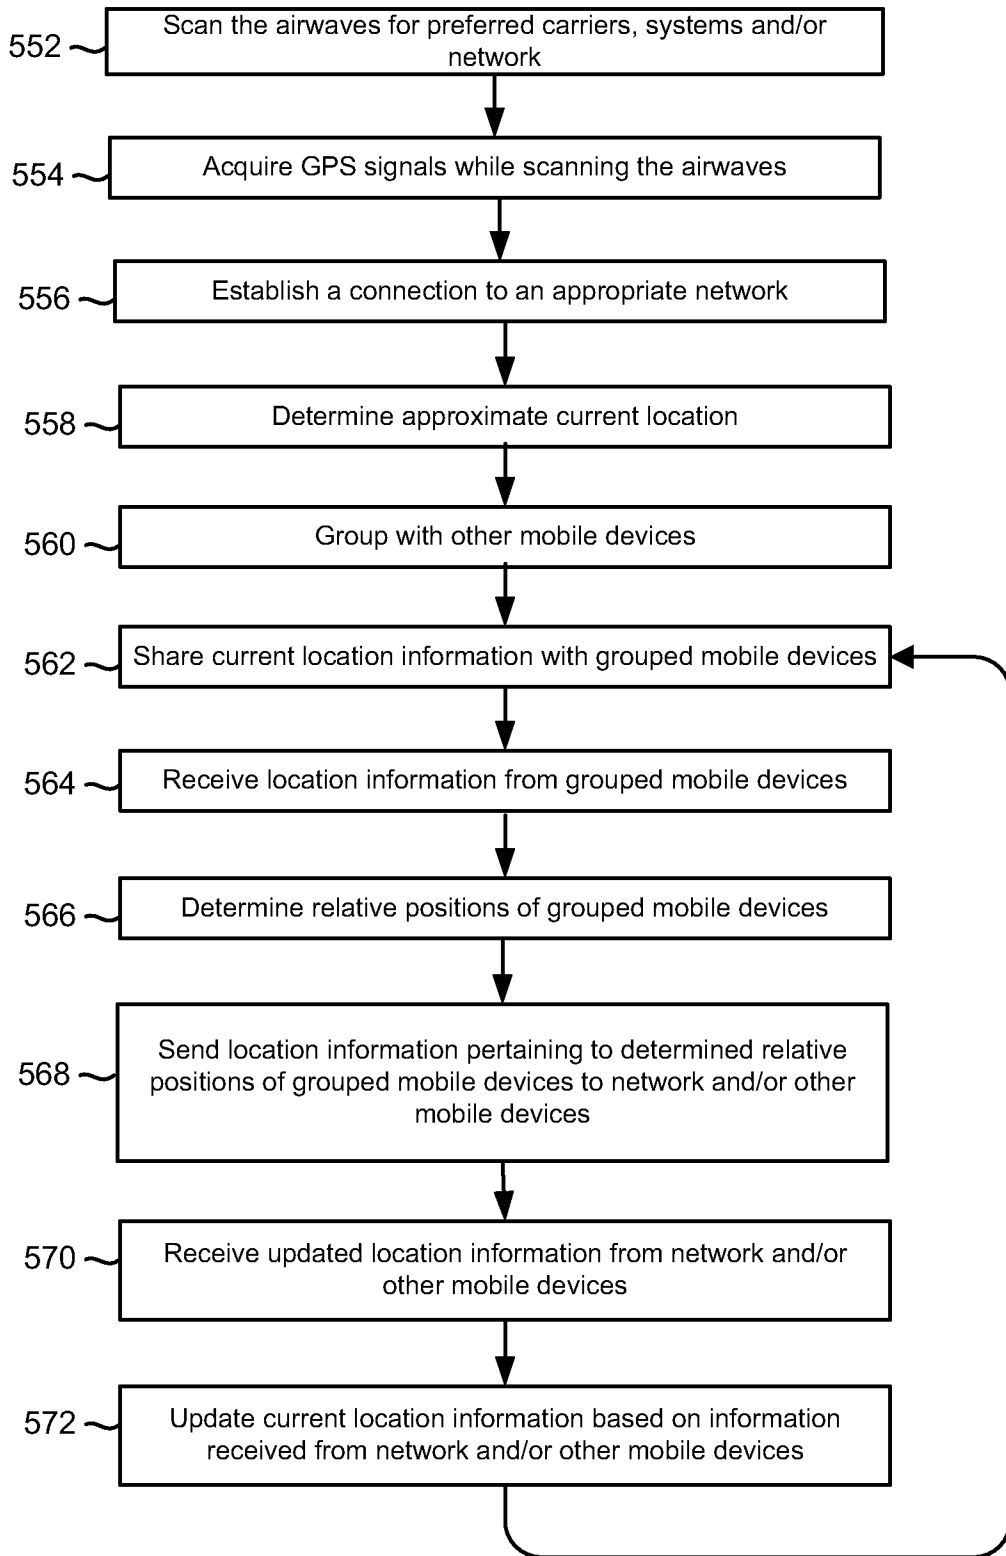 Scan the airwaves for preferred carriers, systems and/or
network
552
Acquire GPS signals while scanning the airwaves
554
Establish a connection to an appropriate network
556
Determine approximate current location
558
Group with other mobile devices
560
Share current location information with grouped mobile devices
562
Receive location information from grouped mobile devices
564
Determine relative positions of grouped mobile devices
566
Send location information pertaining to determined relative
positions of grouped mobile devices to network and/or other
mobile devices
568
Receive updated location information from network and/or
other mobile devices
570
Update current location information based on information
received from network and/or other mobile devices
572